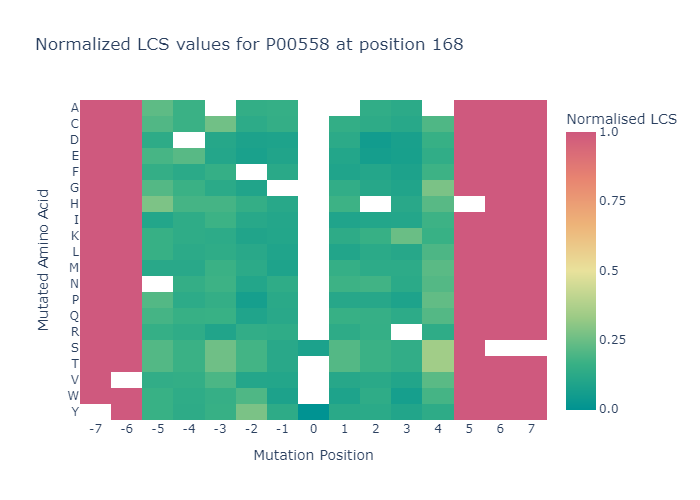 Normalized LCS values for P00558 at position 168
Normalised LCS
Mutated Amino Acid
A
C
D
E
F
G
H
I
K
L
M
N
P
Q
R
S
T
V
W
Y
1.0
0.75
0.5
0.25
0.0
-7 -6 -5 -4 -3 -2 -1 0 1 2 3 4 5 6 7
Mutation Position